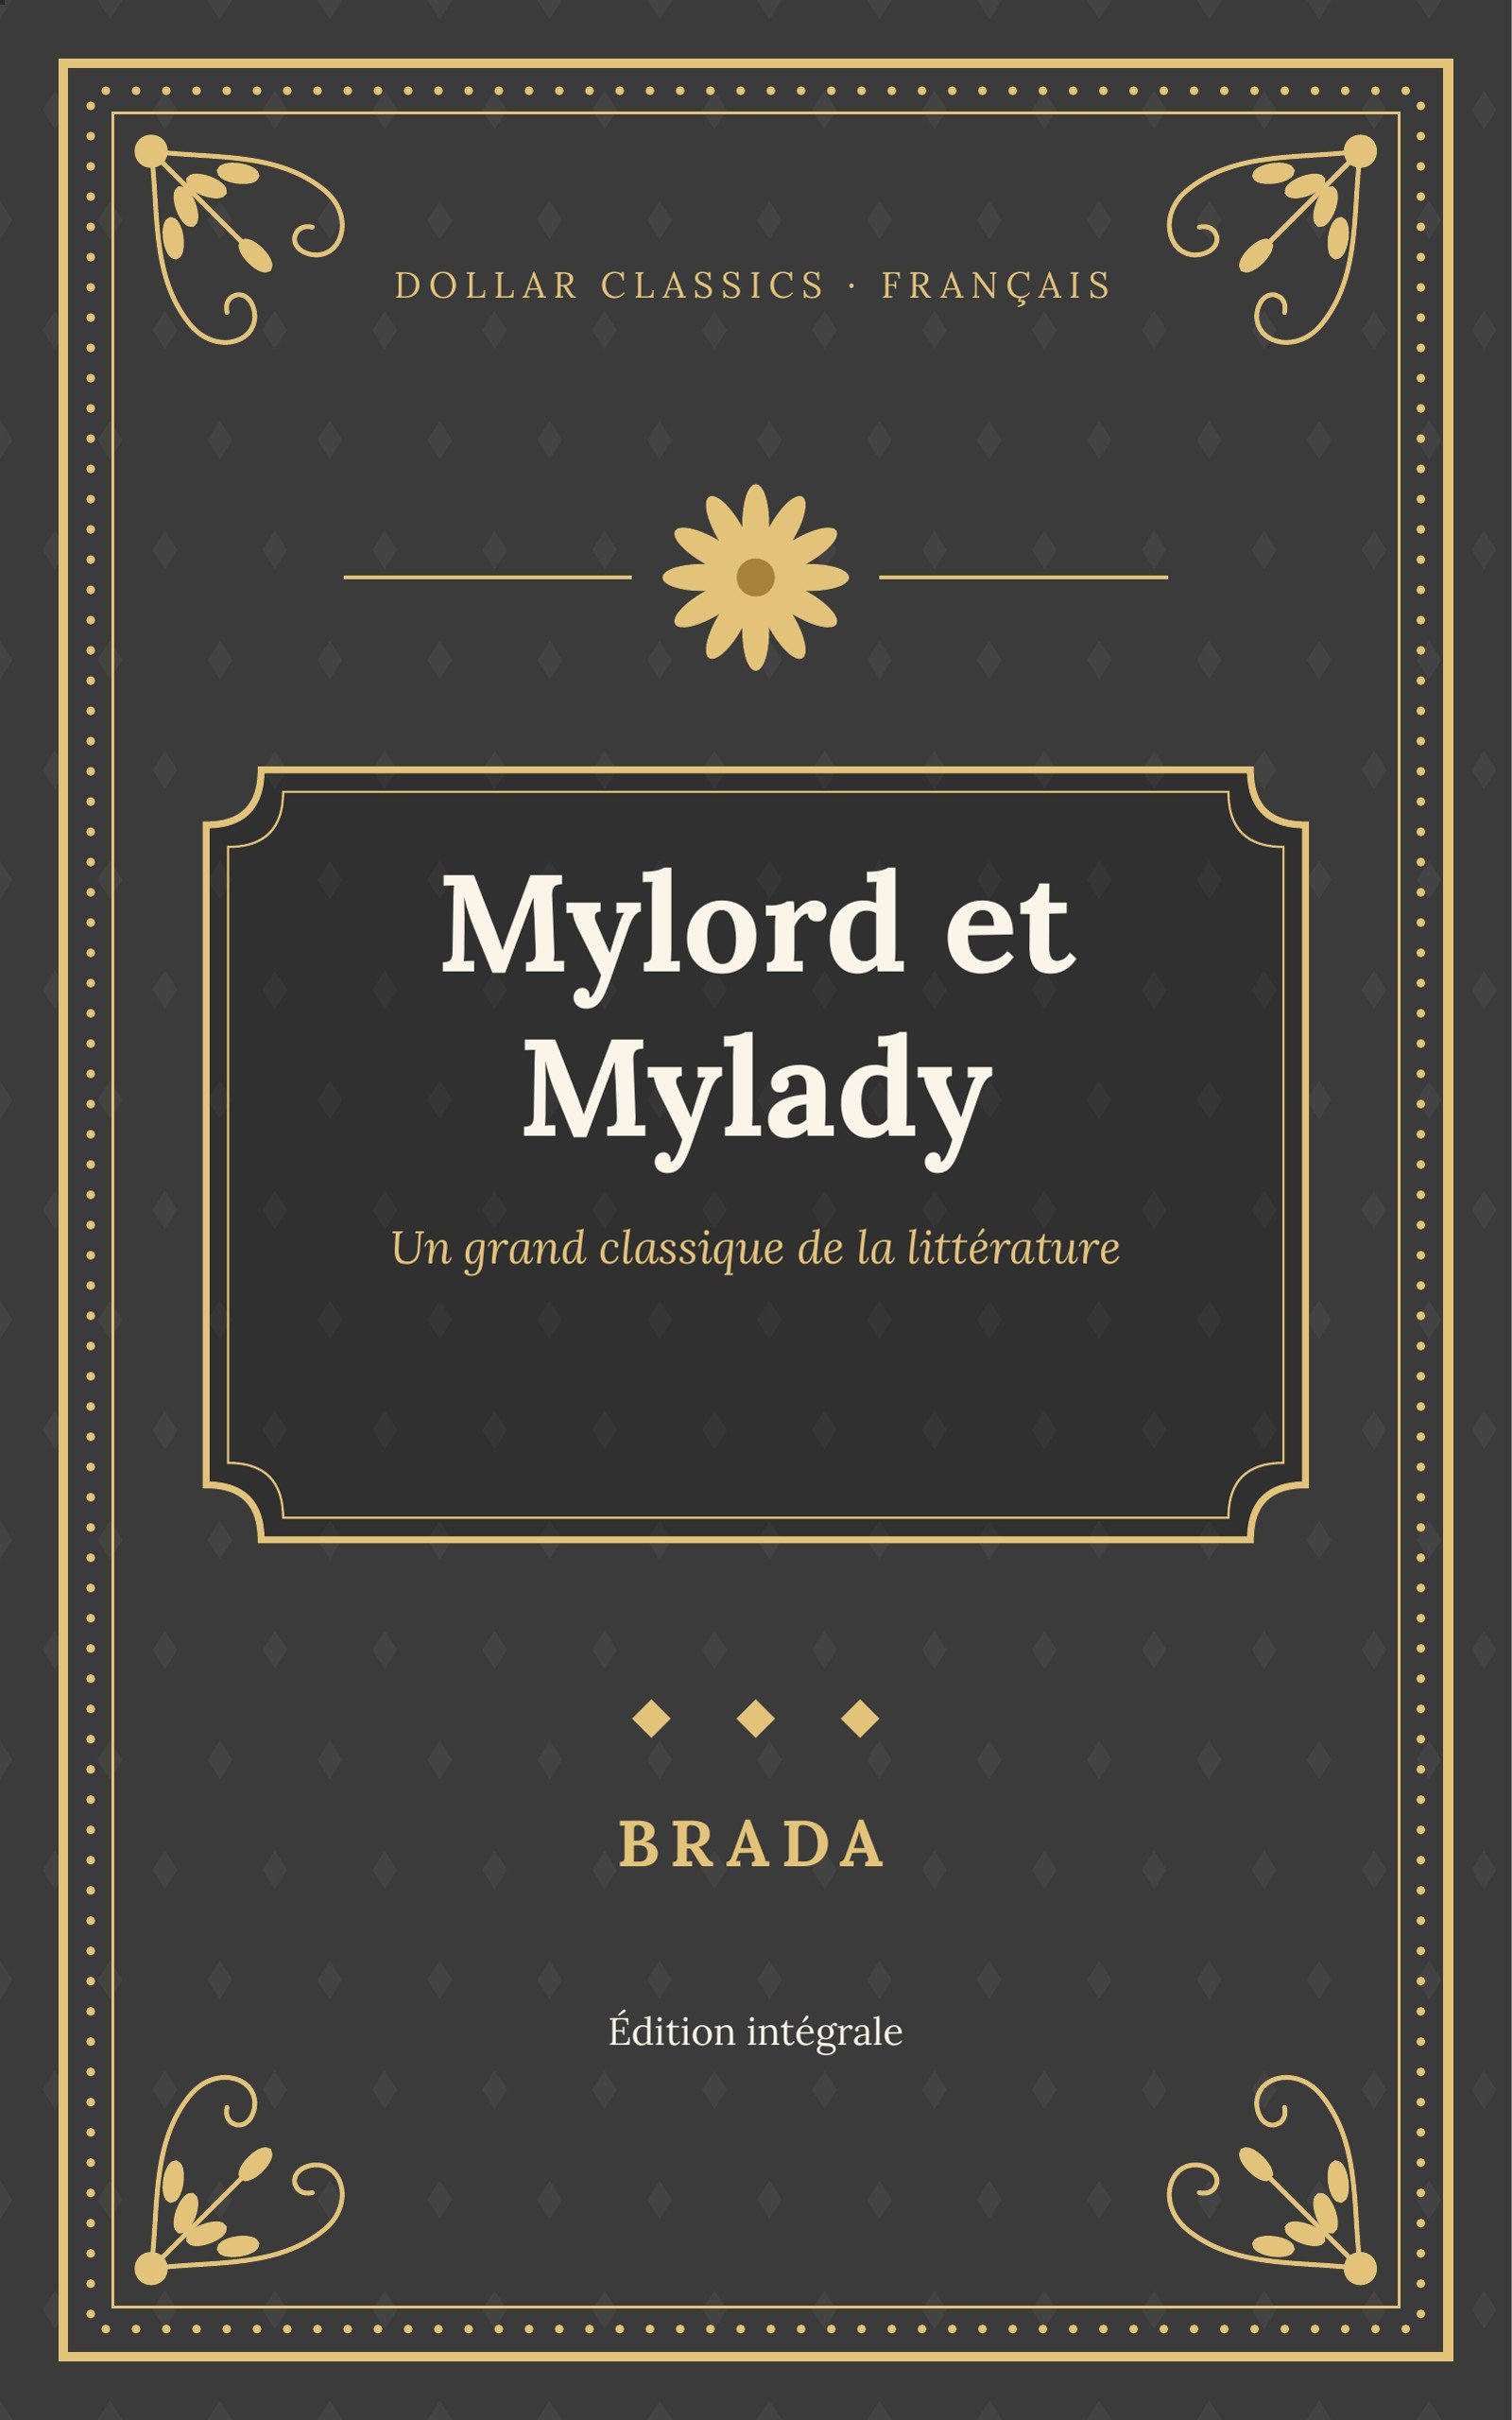 DOLLAR CLASSICS · FRANÇAIS
Mylord et
Mylady
Un grand classique de la littérature
BRADA
Édition intégrale